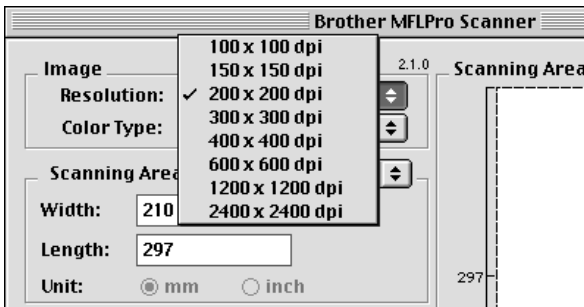 Brother MFLPro Scanner
100 x 100 dpi
Image
150 x 150 dpi
2.1.0
Scanning Area
Resolution:
✓ 200 x 200 dpi
300 x 300 dpi
Color Type:
400 x 400 dpi
600 x 600 dpi
Scanning Area
1200 x 1200 dpi
2400 x 2400 dpi
Width: 210
Length: 297
297
Unit: mm inch